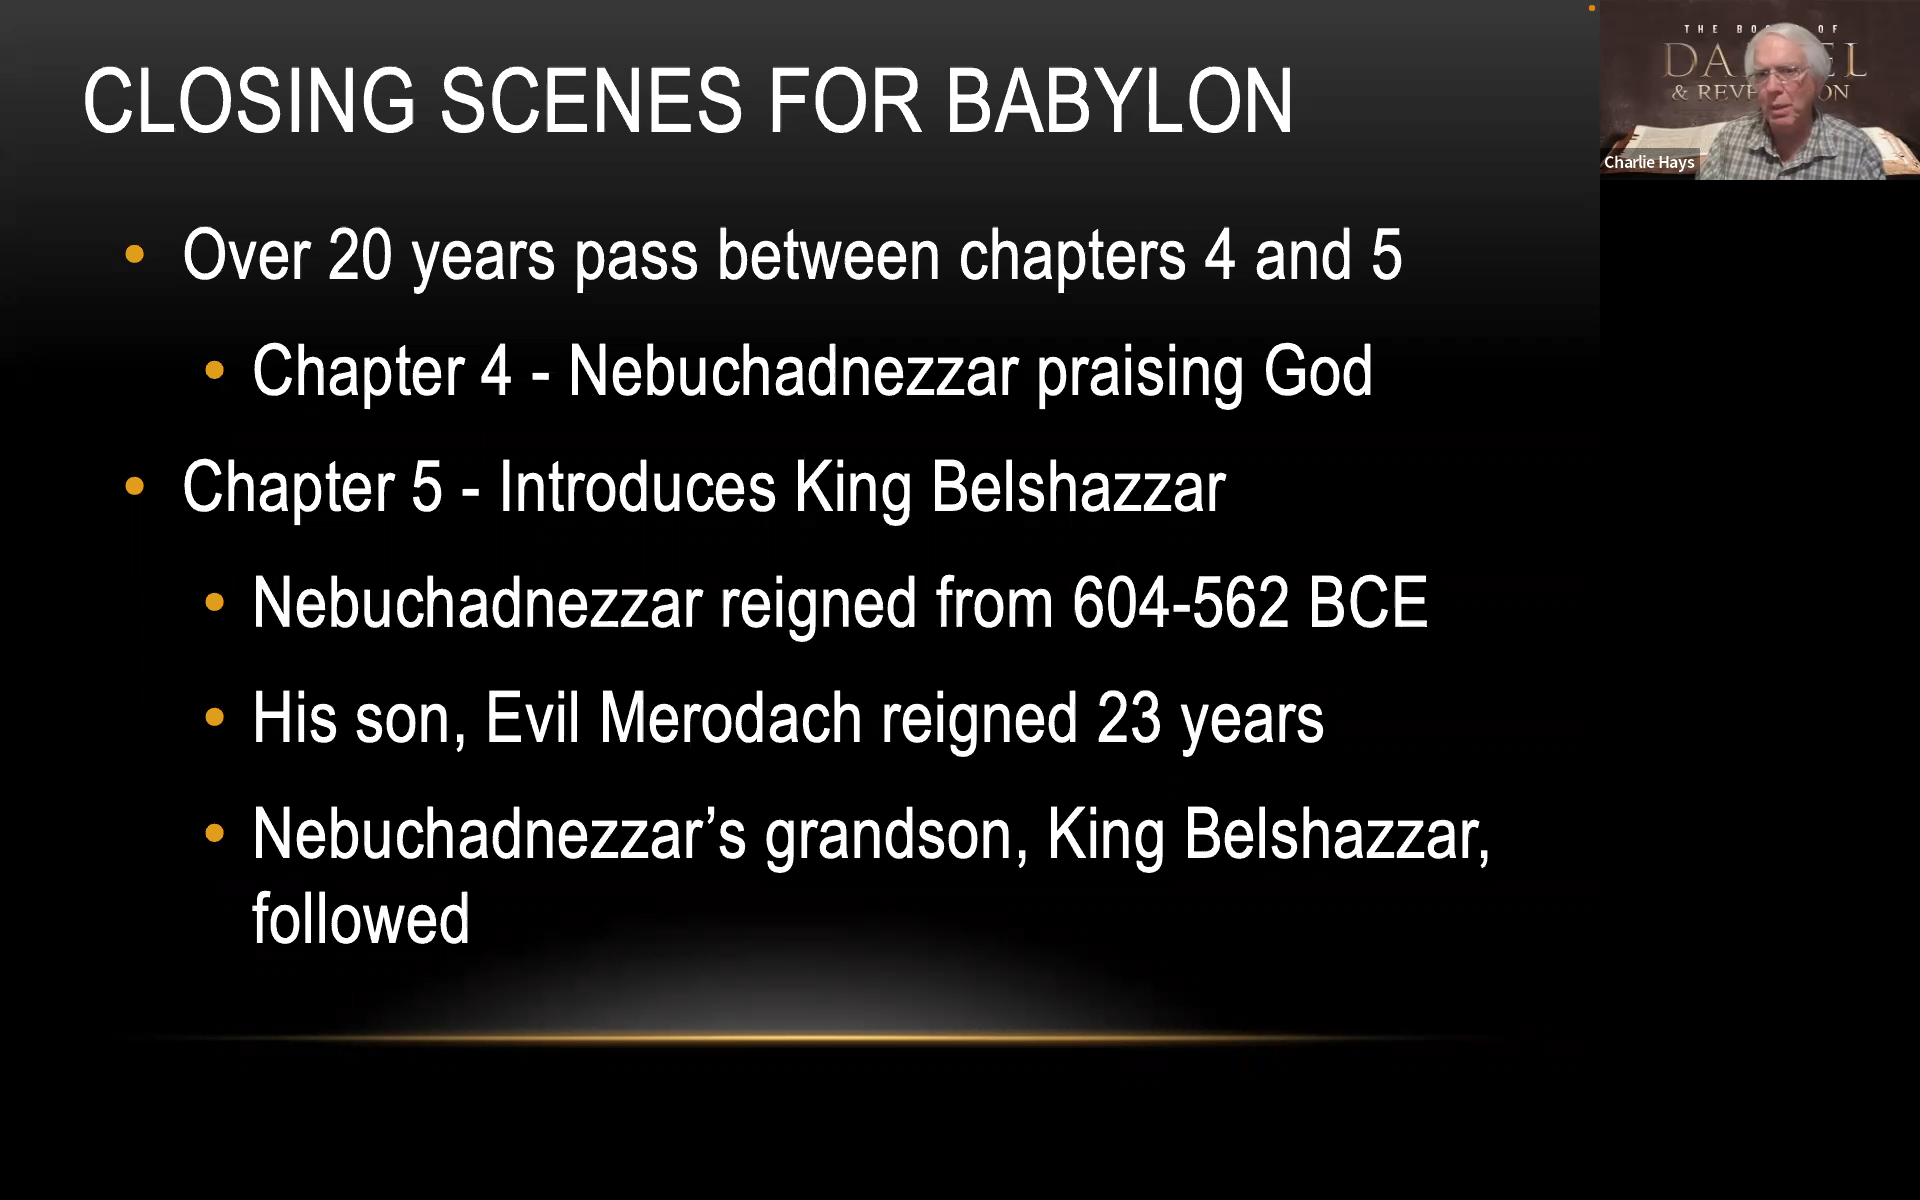 CLOSING SCENES FOR BABYLON
• Over 20 years pass between chapters 4 and 5
• Chapter 4 - Nebuchadnezzar praising God
• Chapter 5 - Introduces King Belshazzar
• Nebuchadnezzar reigned from 604-562 BCE
• His son, Evil Merodach reigned 23 years
• Nebuchadnezzar’s grandson, King Belshazzar,
followed
THE
Charlie Hays